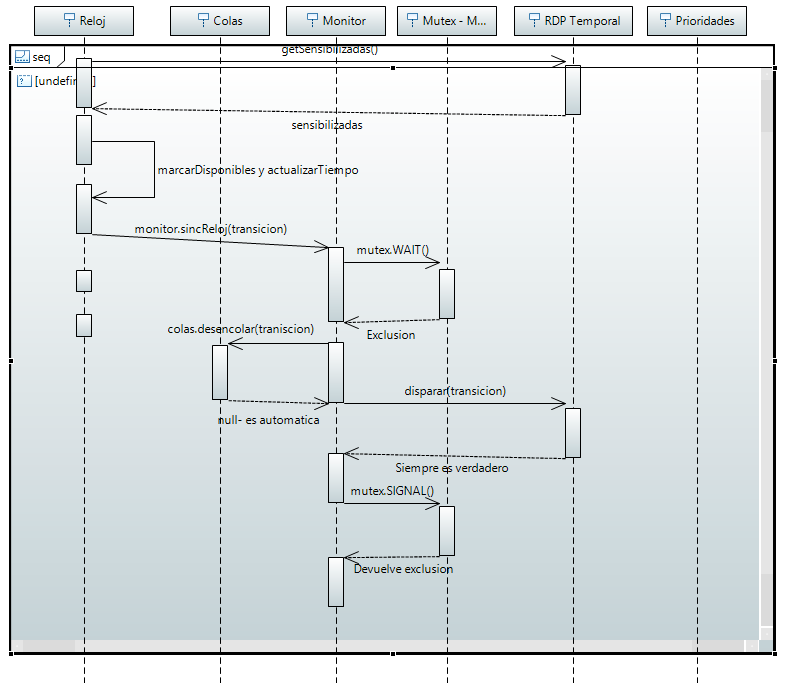 Reloj
Colas
Monitor
Mutex - M...
RDP Temporal
Prioridades
getSensibilizadas()
seq
[undefin
]
sensibilizadas
marcarDisponibles y actualizarTiempo
monitor.sincReloj(transicion)
mutex.WAIT()
colas.desencolar(traniscion)
Exclusion
disparar(transicion)
null- es automatica
Siempre es verdadero
mutex.SIGNAL()
Devuelve exclusion